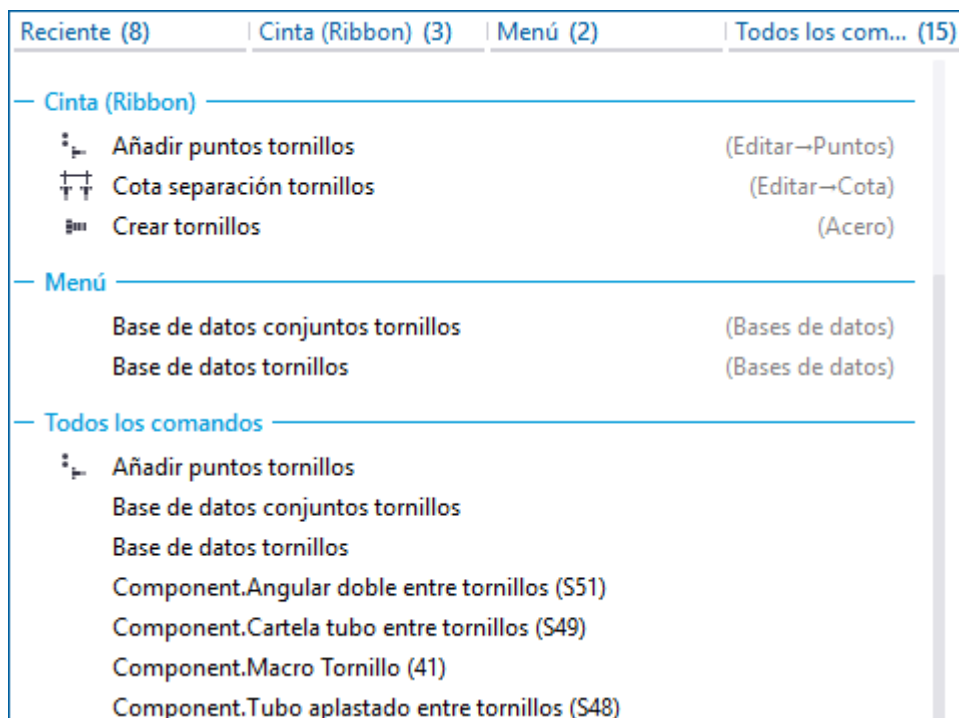 Reciente (8) Cinta (Ribbon) (3) Menú (2) Todos los com... (15)
Cinta (Ribbon)
Añadir puntos tornillos (Editar→Puntos)
Cota separación tornillos (Editar→Cota)
Crear tornillos (Acero)
Menú
Base de datos conjuntos tornillos (Bases de datos)
Base de datos tornillos (Bases de datos)
Todos los comandos
Añadir puntos tornillos
Base de datos conjuntos tornillos
Base de datos tornillos
Component.Angular doble entre tornillos (S51)
Component.Cartela tubo entre tornillos (S49)
Component.Macro Tornillo (41)
Component.Tubo aplastado entre tornillos (S48)